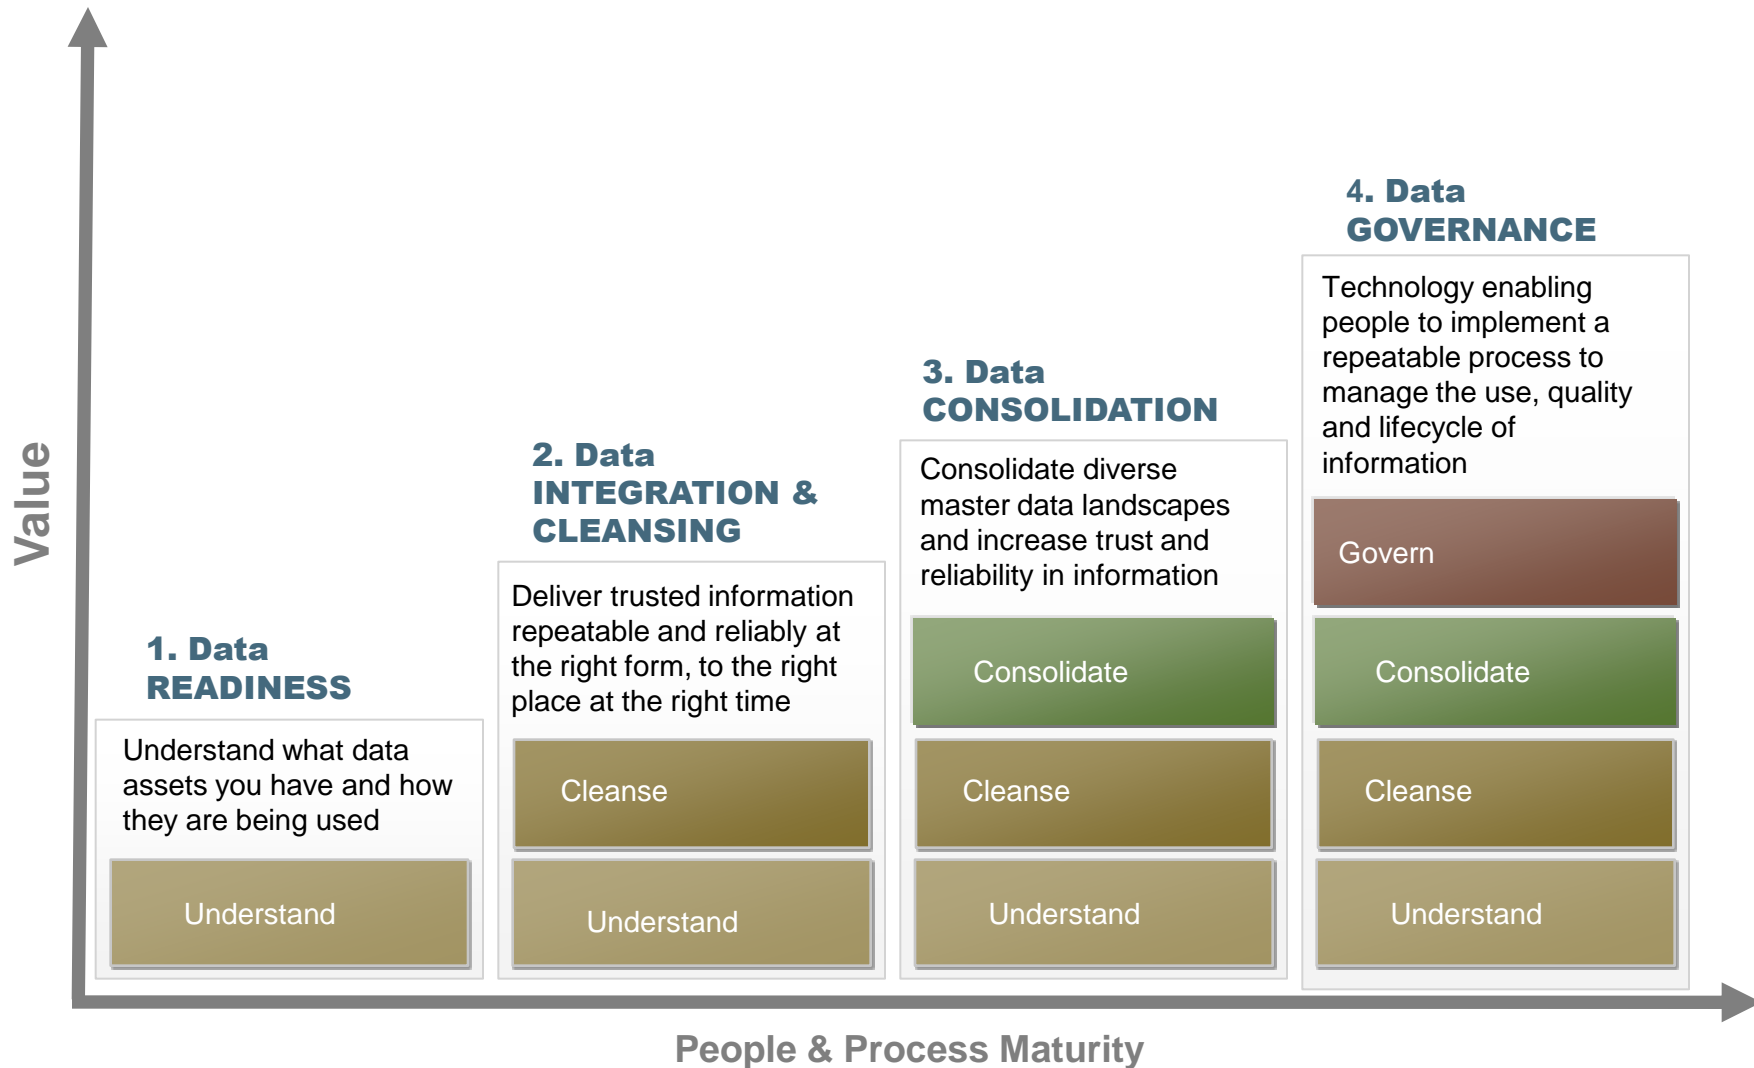 Value
1. Data
READINESS
Understand what data
assets you have and how
they are being used
Understand
2. Data
INTEGRATION &
CLEANSING
Deliver trusted information
repeatable and reliably at
the right form, to the right
place at the right time
Cleanse
Understand
3. Data
CONSOLIDATION
Consolidate diverse
master data landscapes
and increase trust and
reliability in information
Consolidate
Cleanse
Understand
4. Data
GOVERNANCE
Technology enabling
people to implement a
repeatable process to
manage the use, quality
and lifecycle of
information
Govern
Consolidate
Cleanse
Understand
People & Process Maturity